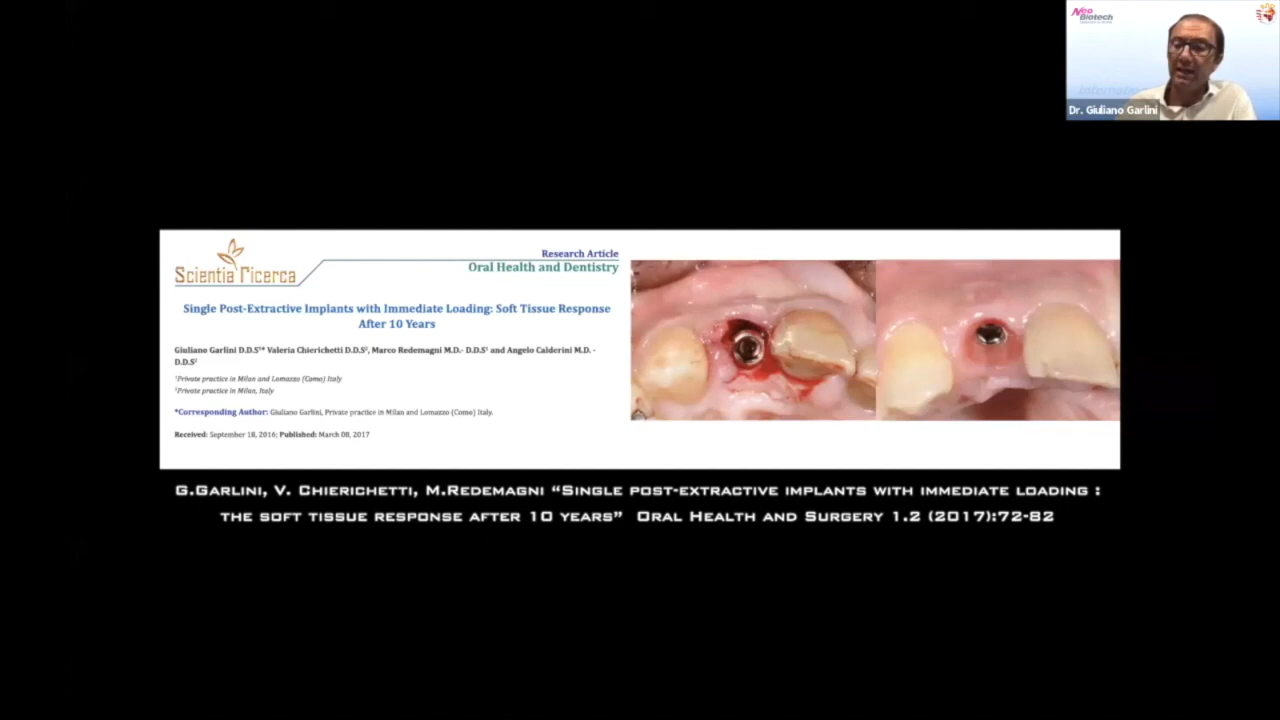 Neo Biotech
Dr. Giuliano Garlini
Scientia Ricerca
Research Article
Oral Health and Dentistry
Single Post-Extractive Implants with Immediate Loading: Soft Tissue Response
After 10 Years
Giuliano Garlini D.D.S¹* Valeria Chierichetti D.D.S², Marco Redemagni M.D.- D.D.S¹ and Angelo Calderini M.D. -
D.D.S²
¹Private practice in Milan and Lomazzo (Como) Italy
²Private practice in Milan, Italy
*Corresponding Author: Giuliano Garlini, Private practice in Milan and Lomazzo (Como) Italy.
Received: September 18, 2016; Published: March 08, 2017
G.Garlini, V. Chierichetti, M.Redemagni “Single post-extractive implants with immediate loading :
the soft tissue response after 10 years” Oral Health and Surgery 1.2 (2017):72-82